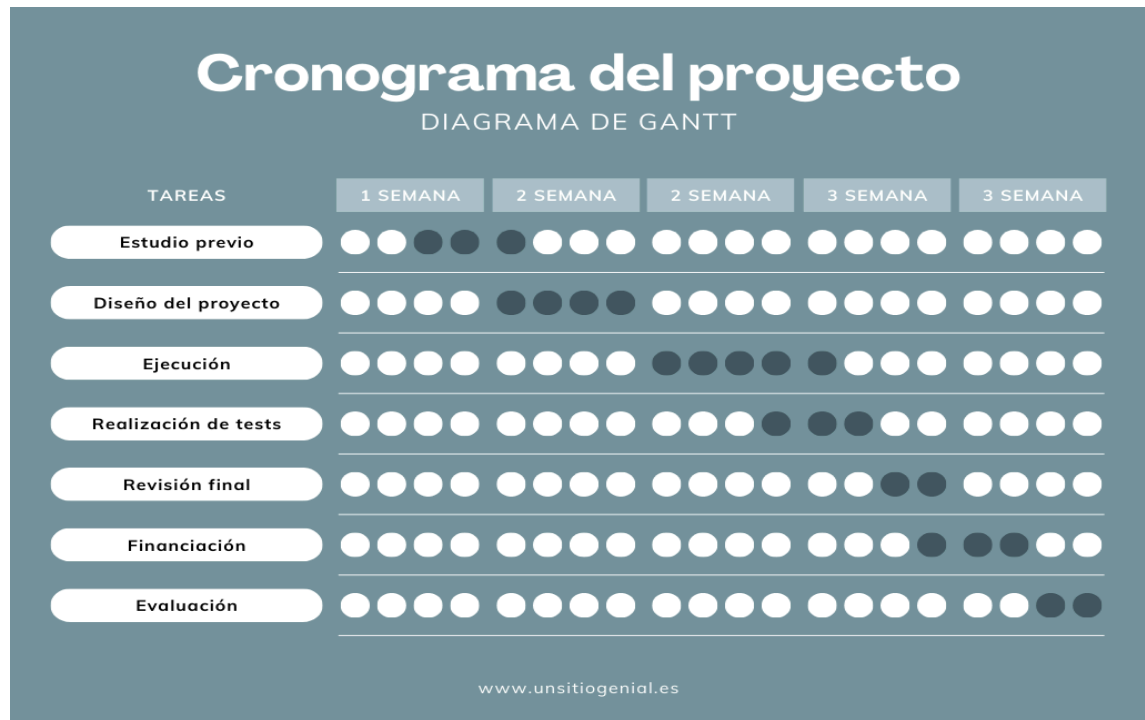 Cronograma del proyecto
DIAGRAMA DE GANTT
TAREAS 1 SEMANA 2 SEMANA 2 SEMANA 3 SEMANA 3 SEMANA
Estudio previo
Diseño del proyecto
Ejecución
Realización de tests
Revisión final
Financiación
Evaluación
www.unsitiogenial.es